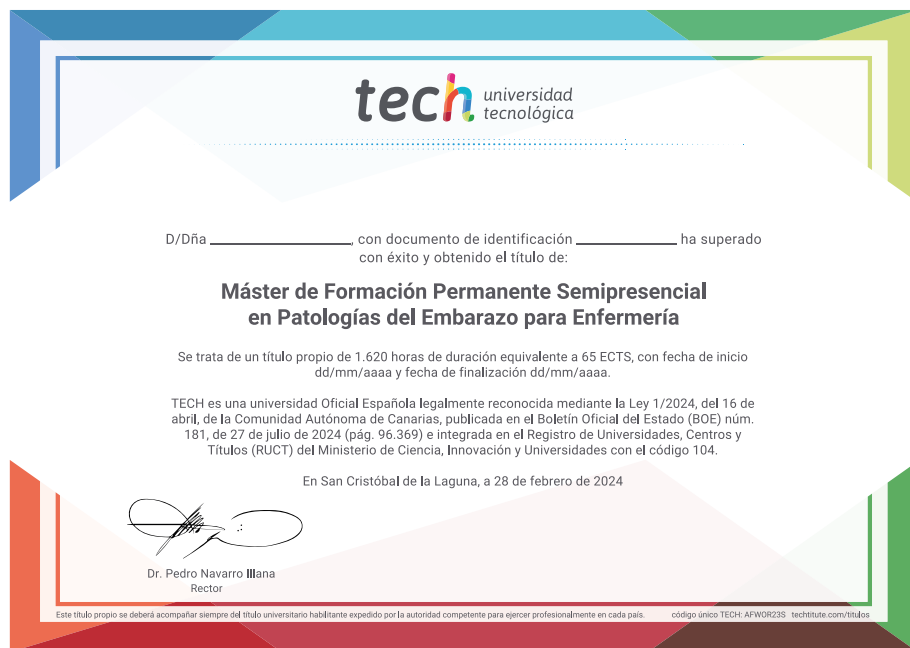 tech universidad
tecnológica
D/Dña ____________________, con documento de identificación ______________ ha superado
con éxito y obtenido el título de:
Máster de Formación Permanente Semipresencial
en Patologías del Embarazo para Enfermería
Se trata de un título propio de 1.620 horas de duración equivalente a 65 ECTS, con fecha de inicio
dd/mm/aaaa y fecha de finalización dd/mm/aaaa.
TECH es una universidad Oficial Española legalmente reconocida mediante la Ley 1/2024, del 16 de
abril, de la Comunidad Autónoma de Canarias, publicada en el Boletín Oficial del Estado (BOE) núm.
181, de 27 de julio de 2024 (pág. 96.369) e integrada en el Registro de Universidades, Centros y
Títulos (RUCT) del Ministerio de Ciencia, Innovación y Universidades con el código 104.
En San Cristóbal de la Laguna, a 28 de febrero de 2024
Dr. Pedro Navarro Illana
Rector
Este título propio se deberá acompañar siempre del título universitario habilitante expedido por la autoridad competente para ejercer profesionalmente en cada país. código único TECH: AFWOR23S techtitute.com/titulos